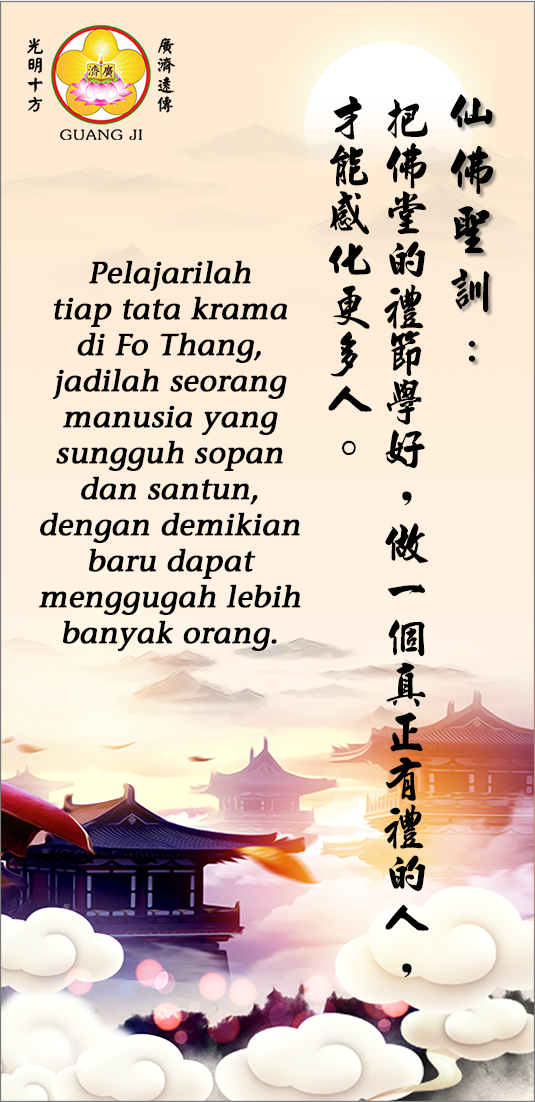 光明十方
廣濟
廣濟遠傳
GUANG JI
仙佛聖訓：
把佛堂的禮節學好，做一個真正有禮的人，
才能感化更多人。
Pelajarilah
tiap tata krama
di Fo Thang,
jadilah seorang
manusia yang
sungguh sopan
dan santun,
dengan demikian
baru dapat
menggugah lebih
banyak orang.